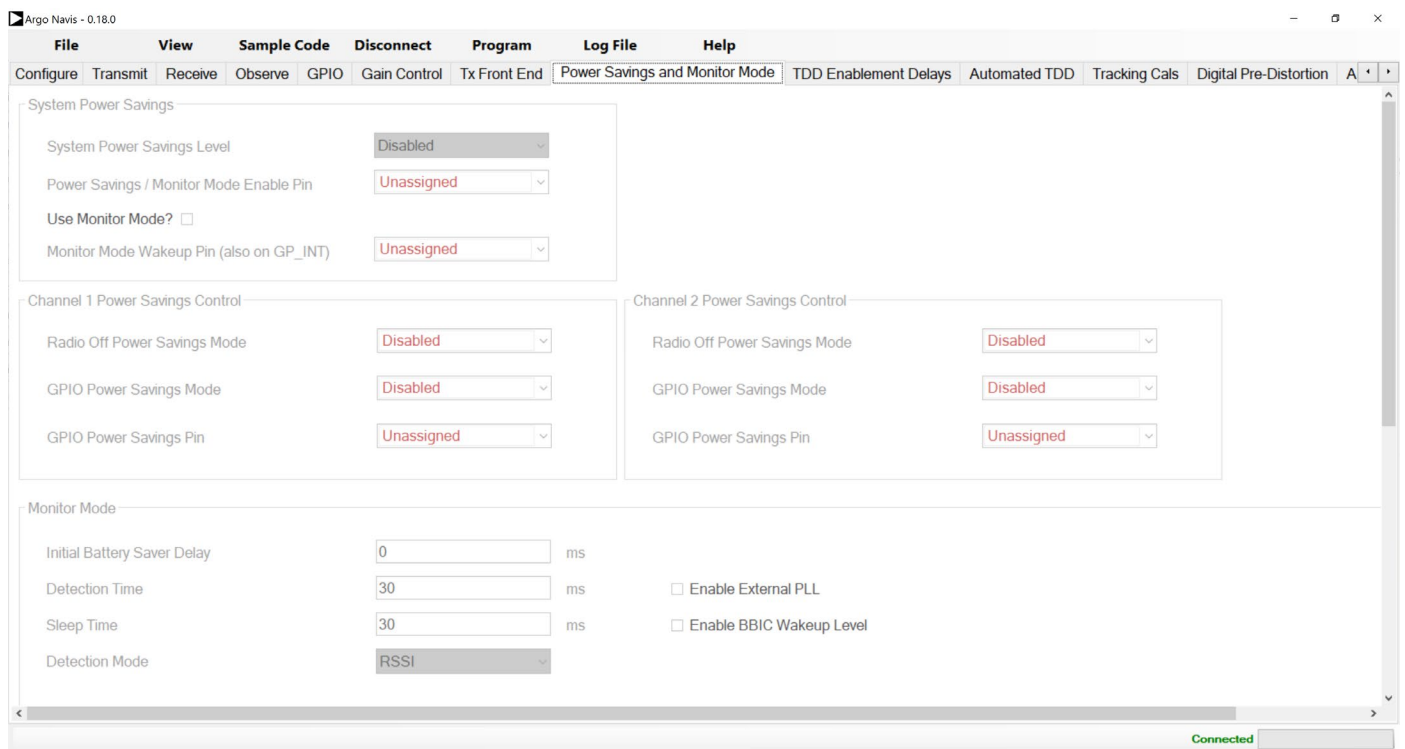 Argo Navis - 0.18.0
File View Sample Code Disconnect Program Log File Help
Configure Transmit Receive Observe GPIO Gain Control Tx Front End Power Savings and Monitor Mode TDD Enablement Delays Automated TDD Tracking Cals Digital Pre-Distortion A
System Power Savings
System Power Savings Level Disabled
Power Savings / Monitor Mode Enable Pin Unassigned
Use Monitor Mode?
Monitor Mode Wakeup Pin (also on GP_INT) Unassigned
Channel 1 Power Savings Control Channel 2 Power Savings Control
Radio Off Power Savings Mode Disabled Radio Off Power Savings Mode Disabled
GPIO Power Savings Mode Disabled GPIO Power Savings Mode Disabled
GPIO Power Savings Pin Unassigned GPIO Power Savings Pin Unassigned
Monitor Mode
Initial Battery Saver Delay 0 ms
Detection Time 30 ms Enable External PLL
Sleep Time 30 ms Enable BBIC Wakeup Level
Detection Mode RSSI
Connected